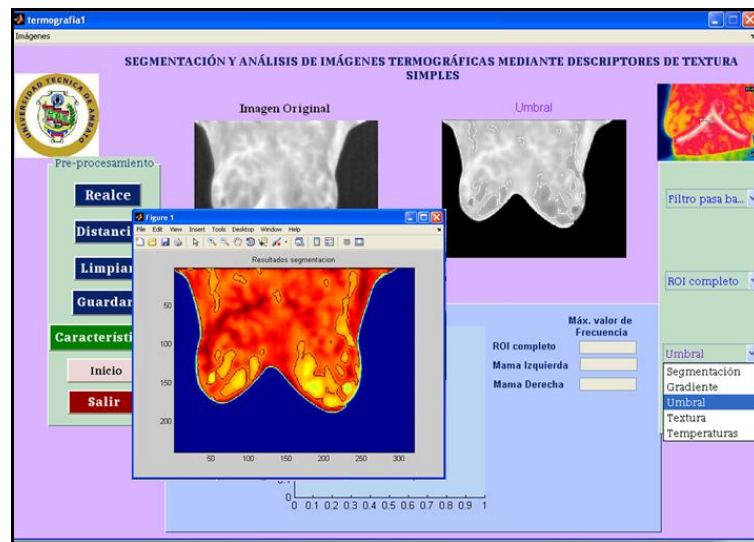 termografia1
Imágenes
SEGMENTACIÓN Y ANÁLISIS DE IMÁGENES TERMOGRÁFICAS MEDIANTE DESCRIPTORES DE TEXTURA
SIMPLES
UNIVERSIDAD TECNICA DE AMBATO
Imagen Original
Umbral
Pre-procesamiento
Realce
Distanci
Limpiar
Guardar
Característi
Inicio
Salir
Figure 1
File Edit View Insert Tools Desktop Window Help
Resultados segmentacion
50
100
150
200
50 100 150 200 250 300
Filtro pasa ba...
ROI completo
Umbral
Segmentación
Gradiente
Umbral
Textura
Temperaturas
Máx. valor de
Frecuencia
ROI completo
Mama Izquierda
Mama Derecha
0.1
0
0 0.1 0.2 0.3 0.4 0.5 0.6 0.7 0.8 0.9 1